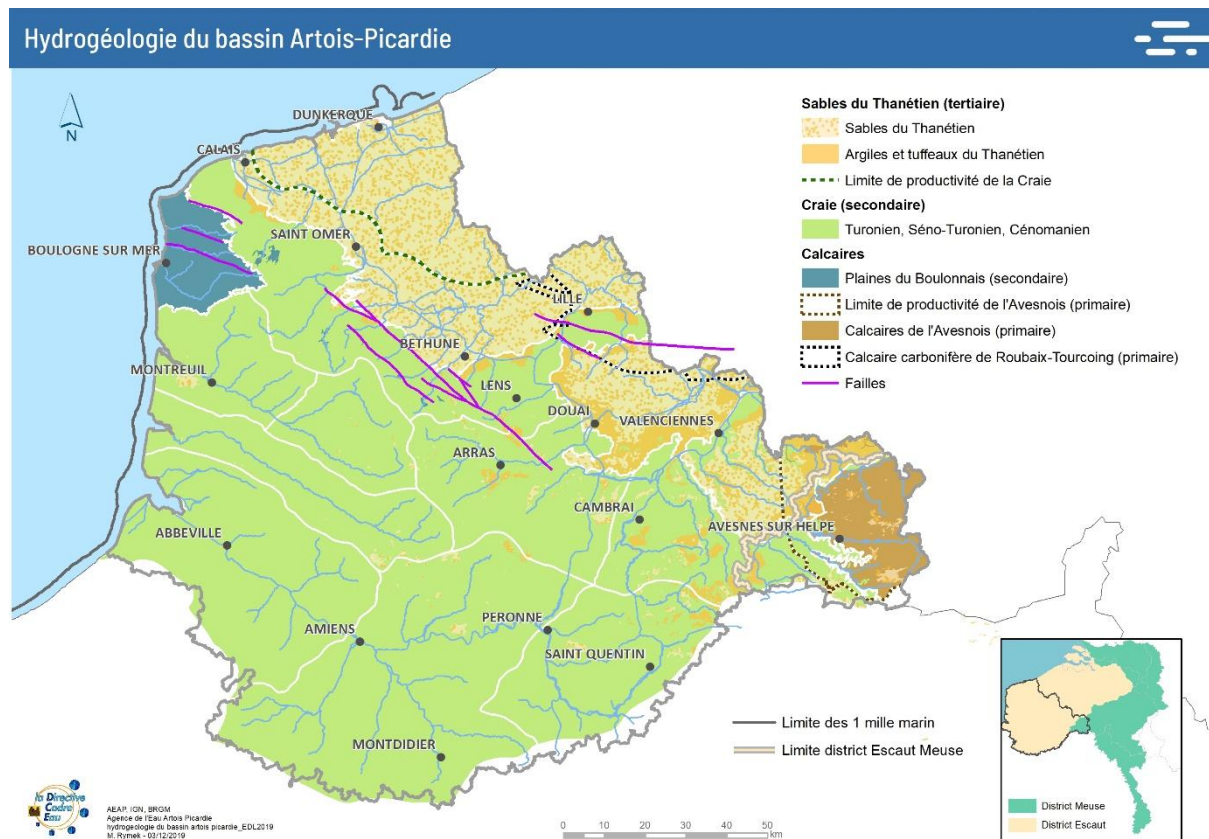 Hydrogéologie du bassin Artois-Picardie
N
DUNKERQUE
CALAIS
SAINT OMER
BOULOGNE SUR MER
LILLE
BETHUNE
MONTREUIL
LENS
DOUAI
VALENCIENNES
ARRAS
CAMBRAI
AVESNES SUR HELPE
ABBEVILLE
PERONNE
AMIENS
SAINT QUENTIN
MONTDIDIER
Sables du Thanétien (tertiaire)
Sables du Thanétien
Argiles et tuffeaux du Thanétien
Limite de productivité de la Craie
Craie (secondaire)
Turonien, Séno-Turonien, Cénomanien
Calcaires
Plaines du Boulonnais (secondaire)
Limite de productivité de l'Avesnois (primaire)
Calcaires de l'Avesnois (primaire)
Calcaire carbonifère de Roubaix-Tourcoing (primaire)
Failles
Limite des 1 mille marin
Limite district Escaut Meuse
District Meuse
District Escaut
la Directive
Cadre
Eau
AEAP, IGN, BRGM
Agence de l'Eau Artois Picardie
hydrogeologie du bassin artois picardie_EDL2019
M. Rymek - 03/12/2019
0 10 20 30 40 50
km